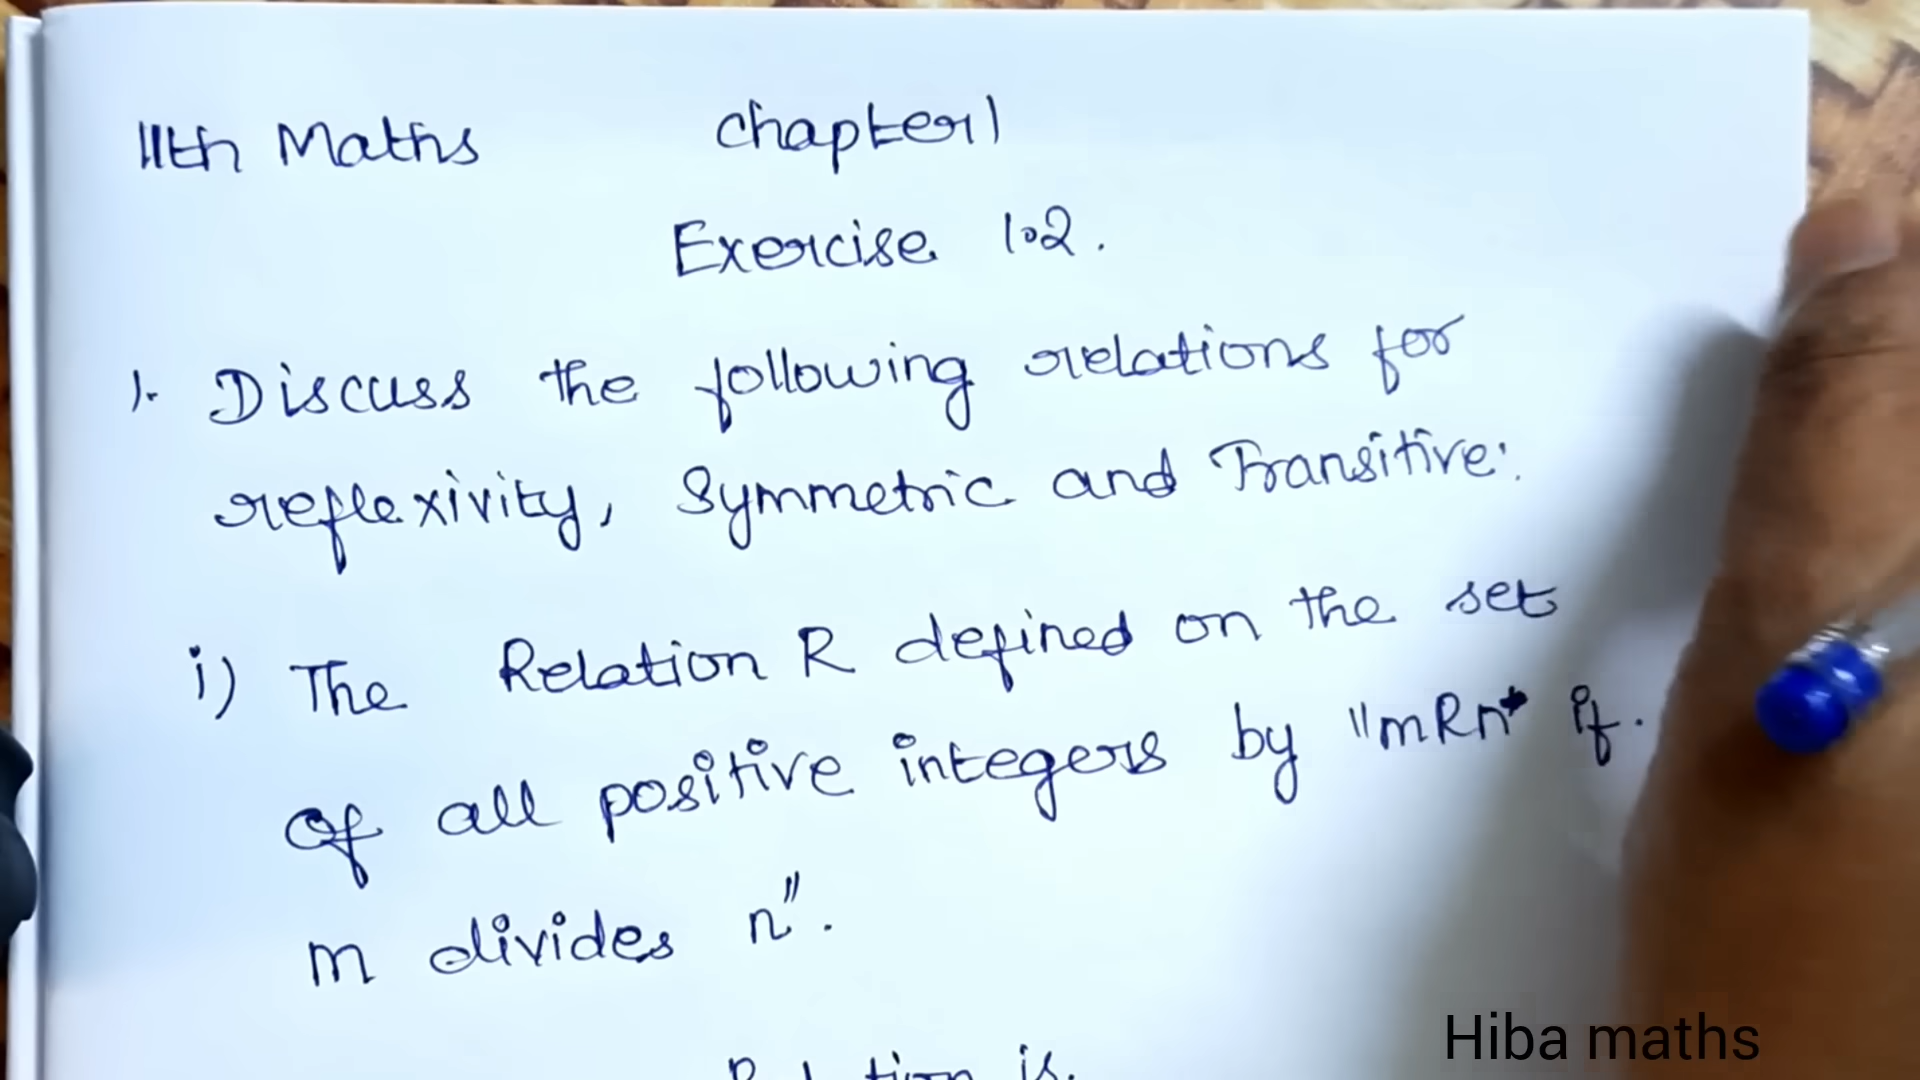 11th Maths chapter 1
Exercise 1.2.
1. Discuss the following relations for
reflexivity, Symmetric and Transitive:
i) The Relation R defined on the set
of all positive integers by "mRn if.
m divides n".
is.
Hiba maths